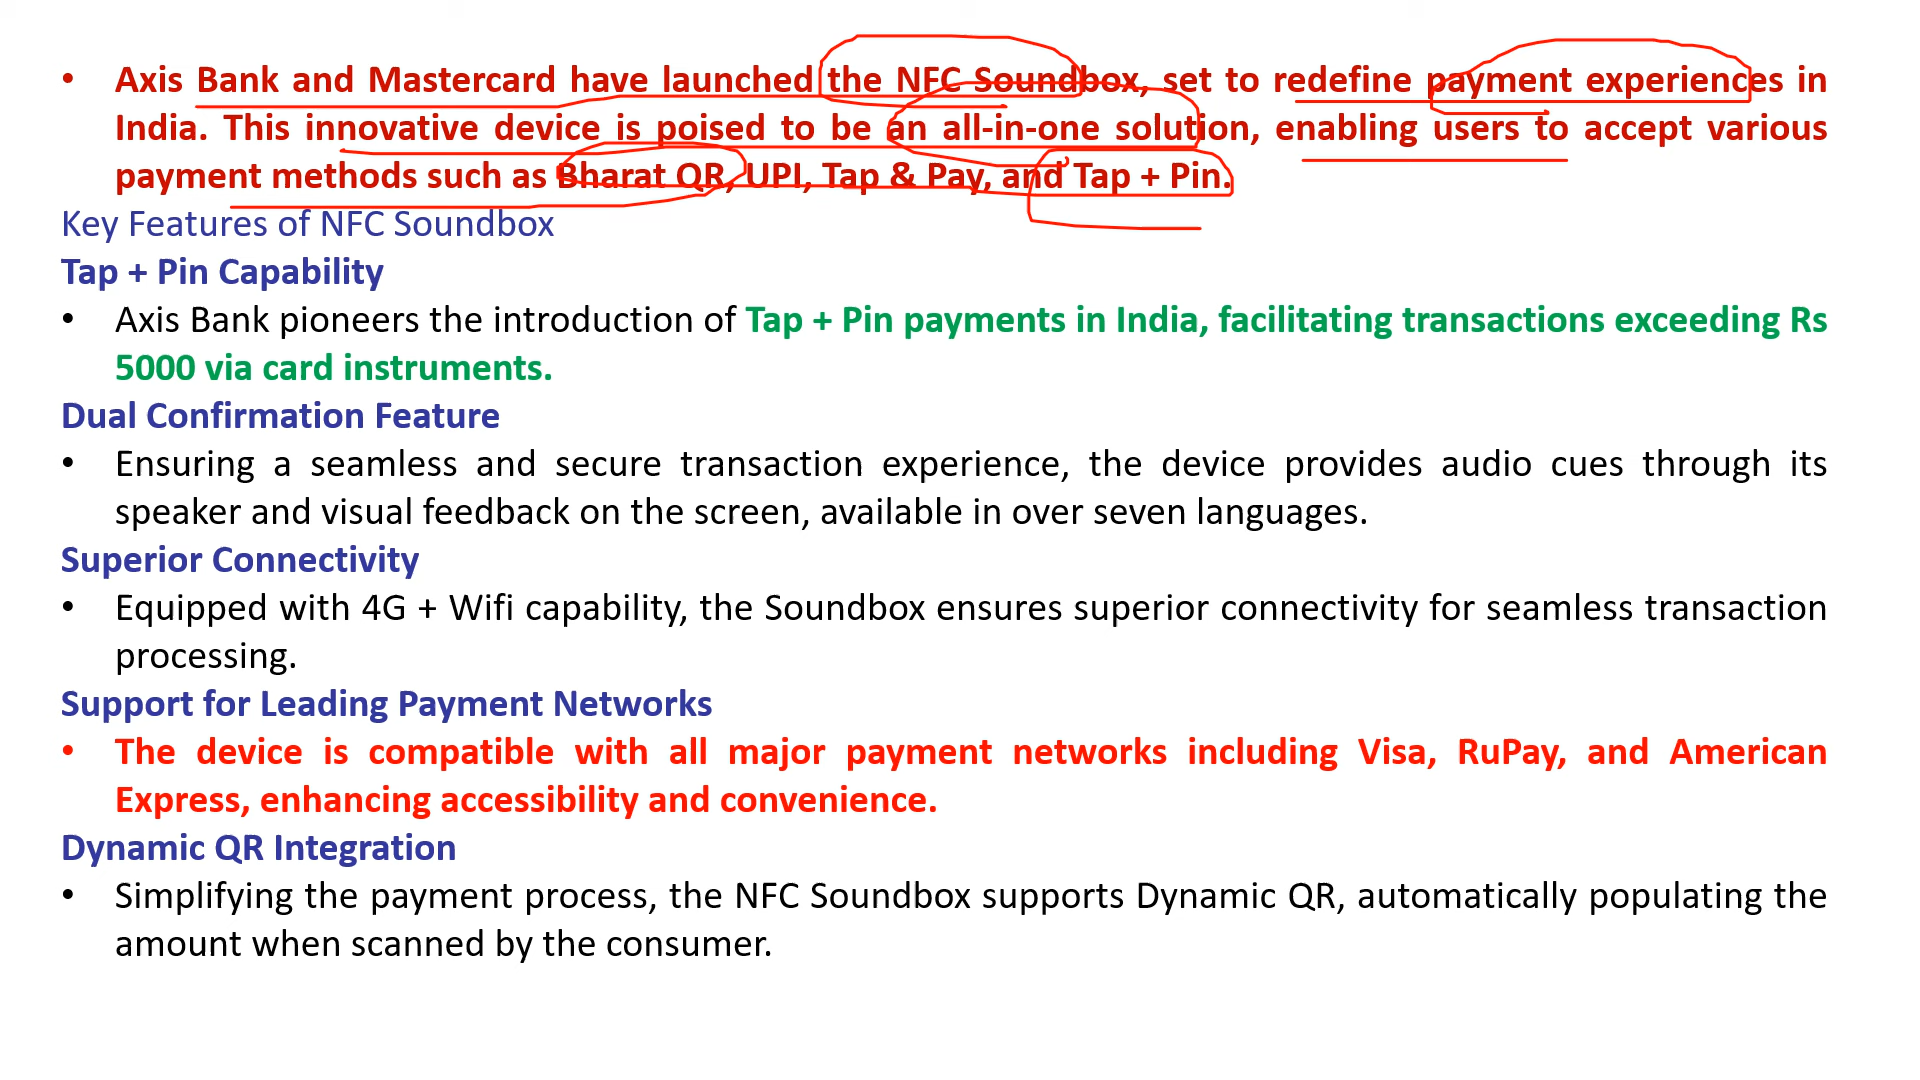 • Axis Bank and Mastercard have launched the NFC Soundbox, set to redefine payment experiences in
India. This innovative device is poised to be an all-in-one solution, enabling users to accept various
payment methods such as Bharat QR, UPI, Tap & Pay, and Tap + Pin.
Key Features of NFC Soundbox
Tap + Pin Capability
• Axis Bank pioneers the introduction of Tap + Pin payments in India, facilitating transactions exceeding Rs
5000 via card instruments.
Dual Confirmation Feature
• Ensuring a seamless and secure transaction experience, the device provides audio cues through its
speaker and visual feedback on the screen, available in over seven languages.
Superior Connectivity
• Equipped with 4G + Wifi capability, the Soundbox ensures superior connectivity for seamless transaction
processing.
Support for Leading Payment Networks
• The device is compatible with all major payment networks including Visa, RuPay, and American
Express, enhancing accessibility and convenience.
Dynamic QR Integration
• Simplifying the payment process, the NFC Soundbox supports Dynamic QR, automatically populating the
amount when scanned by the consumer.